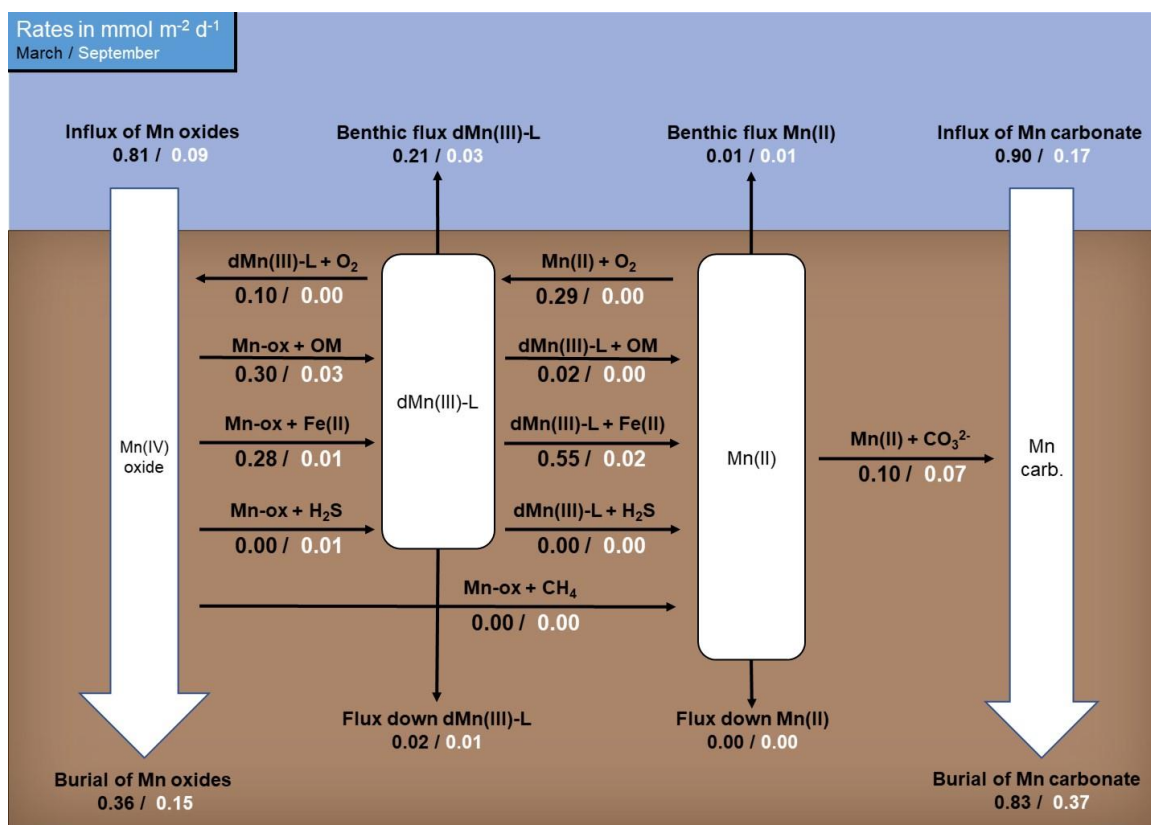 Rates in mmol m⁻² d⁻¹
March / September
Influx of Mn oxides
0.81 / 0.09
Benthic flux dMn(III)-L
0.21 / 0.03
Benthic flux Mn(II)
0.01 / 0.01
Influx of Mn carbonate
0.90 / 0.17
dMn(III)-L + O₂
0.10 / 0.00
Mn(II) + O₂
0.29 / 0.00
Mn-ox + OM
0.30 / 0.03
dMn(III)-L + OM
0.02 / 0.00
dMn(III)-L
Mn-ox + Fe(II)
0.28 / 0.01
dMn(III)-L + Fe(II)
0.55 / 0.02
Mn(IV)
oxide
Mn(II)
Mn(II) + CO₃²⁻
0.10 / 0.07
Mn
carb.
Mn-ox + H₂S
0.00 / 0.01
dMn(III)-L + H₂S
0.00 / 0.00
Mn-ox + CH₄
0.00 / 0.00
Flux down dMn(III)-L
0.02 / 0.01
Flux down Mn(II)
0.00 / 0.00
Burial of Mn oxides
0.36 / 0.15
Burial of Mn carbonate
0.83 / 0.37